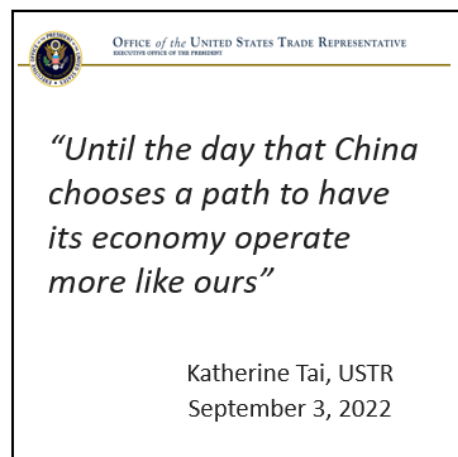 OFFICE of the UNITED STATES TRADE REPRESENTATIVE
EXECUTIVE OFFICE OF THE PRESIDENT
“Until the day that China
chooses a path to have
its economy operate
more like ours”
Katherine Tai, USTR
September 3, 2022